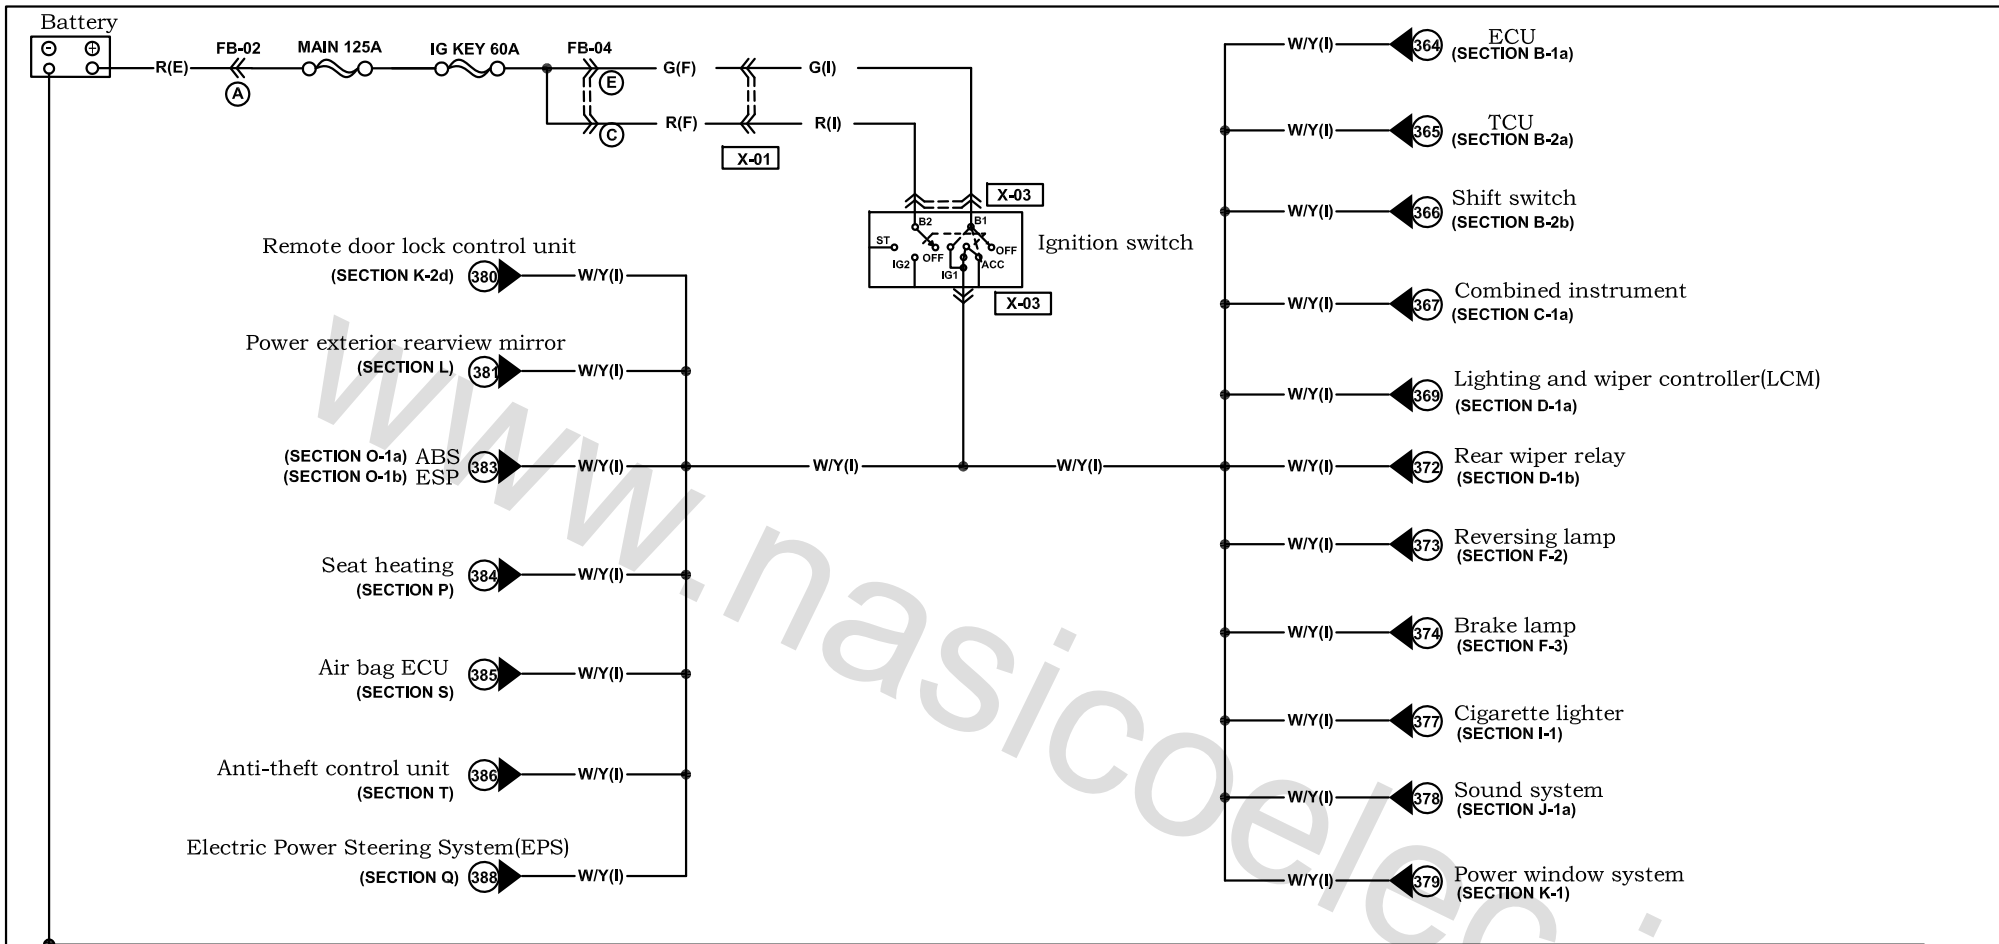 Battery
FB-02
MAIN 125A
IG KEY 60A
FB-04
R(E)
A
G(F)
G(I)
E
R(F)
R(I)
C
X-01
X-03
B2
B1
ST
OFF
OFF
IG2
IG1
ACC
Ignition switch
X-03
Remote door lock control unit
(SECTION K-2d) 380 W/Y(I)
Power exterior rearview mirror
(SECTION L) 381 W/Y(I)
(SECTION O-1a) ABS
(SECTION O-1b) ESP
383 W/Y(I)
W/Y(I)
W/Y(I)
Seat heating
(SECTION P) 384 W/Y(I)
Air bag ECU
(SECTION S) 385 W/Y(I)
Anti-theft control unit
(SECTION T) 386 W/Y(I)
Electric Power Steering System(EPS)
(SECTION Q) 388 W/Y(I)
W/Y(I) 364 ECU
(SECTION B-1a)
W/Y(I) 365 TCU
(SECTION B-2a)
W/Y(I) 366 Shift switch
(SECTION B-2b)
W/Y(I) 367 Combined instrument
(SECTION C-1a)
W/Y(I) 369 Lighting and wiper controller(LCM)
(SECTION D-1a)
W/Y(I) 372 Rear wiper relay
(SECTION D-1b)
W/Y(I) 373 Reversing lamp
(SECTION F-2)
W/Y(I) 374 Brake lamp
(SECTION F-3)
W/Y(I) 377 Cigarette lighter
(SECTION I-1)
W/Y(I) 378 Sound system
(SECTION J-1a)
W/Y(I) 379 Power window system
(SECTION K-1)
www.nasicoelec.i